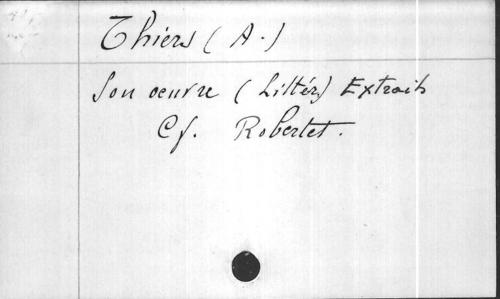 Thiers (A.)
Son oeuvre (Littér) Extraits
Cf. Robertet.